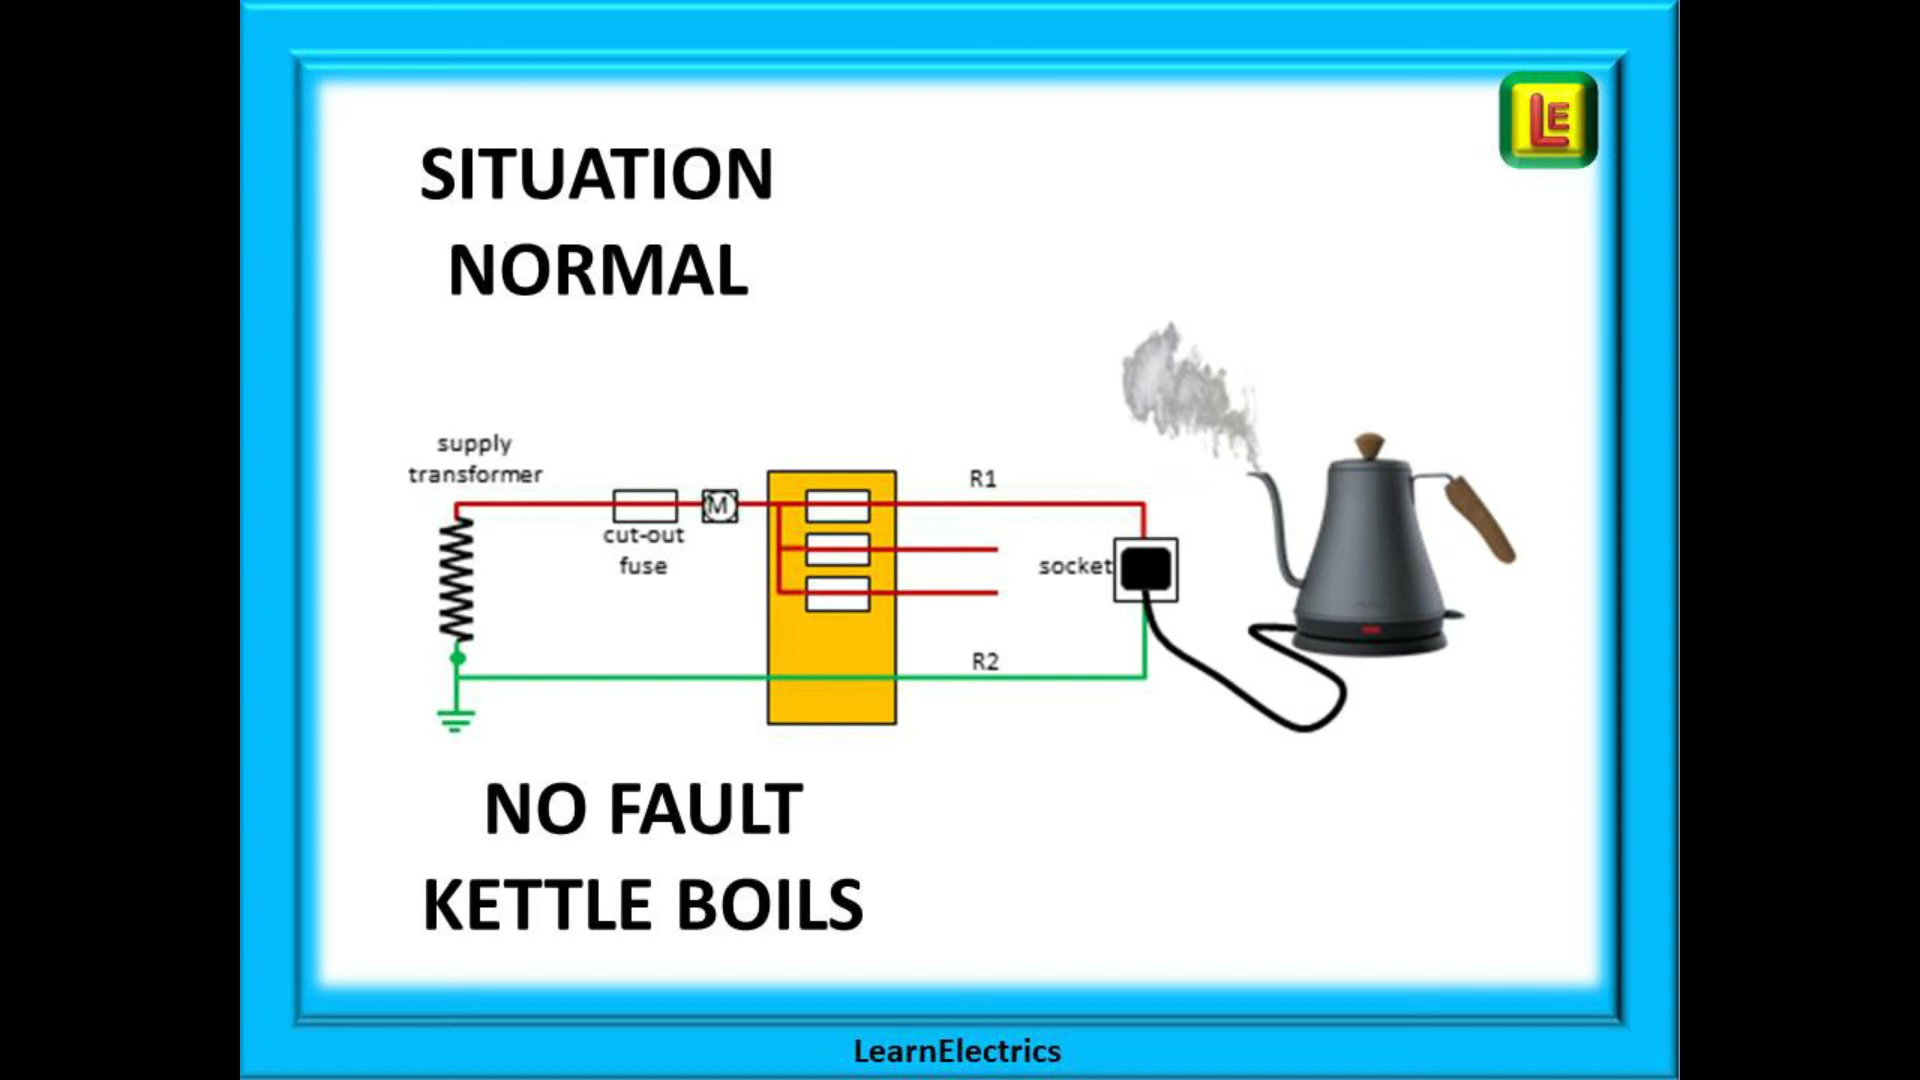 LE
SITUATION
NORMAL
supply
transformer
R1
M
cut-out
fuse
socket
R2
NO FAULT
KETTLE BOILS
LearnElectrics